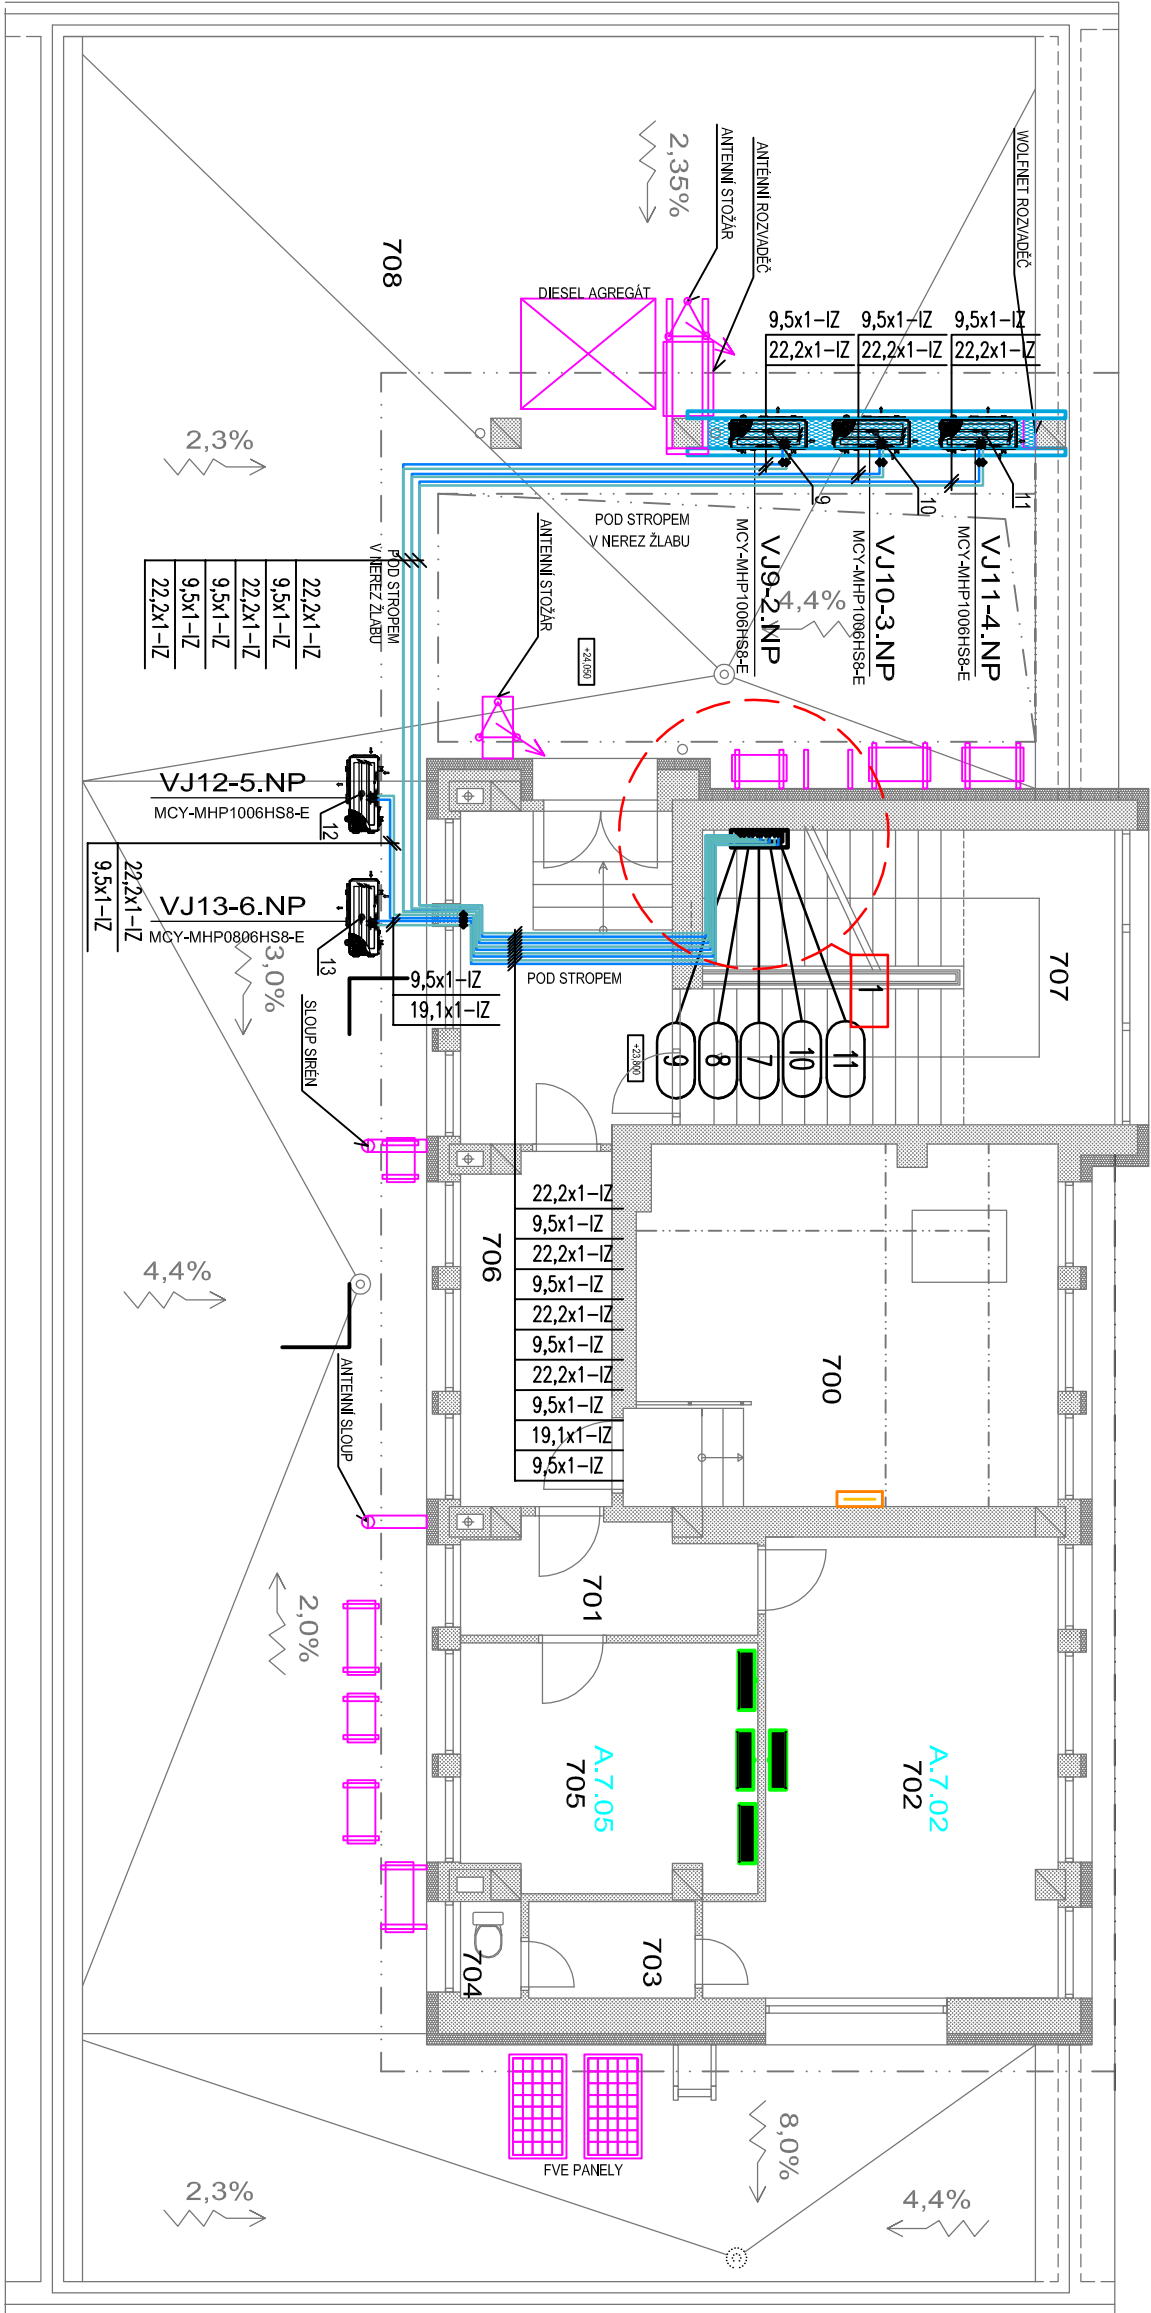 WOLFNET ROZVADĚČ
ANTÉNNÍ ROZVADĚČ
ANTENNÍ STOŽÁR
2,35%
708
DIESEL AGREGÁT
9,5x1-IZ
22,2x1-IZ
9,5x1-IZ
22,2x1-IZ
9,5x1-IZ
22,2x1-IZ
2,3%
9
10
11
POD STROPEM
V NEREZ ŽLABU
ANTENNÍ STOŽÁR
VJ9-2.NP
MCY-MHP1006HS8-E
VJ10-3.NP
MCY-MHP1006HS8-E
VJ11-4.NP
MCY-MHP1006HS8-E
4,4%
POD STROPEM
V NEREZ ŽLABU
22,2x1-IZ
9,5x1-IZ
22,2x1-IZ
9,5x1-IZ
9,5x1-IZ
22,2x1-IZ
+24,050
VJ12-5.NP
MCY-MHP1006HS8-E
12
22,2x1-IZ
9,5x1-IZ
VJ13-6.NP
MCY-MHP0806HS8-E
13
3,0%
9,5x1-IZ
19,1x1-IZ
POD STROPEM
SLOUP SIRÉN
707
1
9
8
7
10
11
+23,800
706
22,2x1-IZ
9,5x1-IZ
22,2x1-IZ
9,5x1-IZ
22,2x1-IZ
9,5x1-IZ
22,2x1-IZ
9,5x1-IZ
19,1x1-IZ
9,5x1-IZ
4,4%
700
ANTENNÍ SLOUP
701
2,0%
A.7.05
705
A.7.02
702
703
704
FVE PANELY
8,0%
2,3%
4,4%